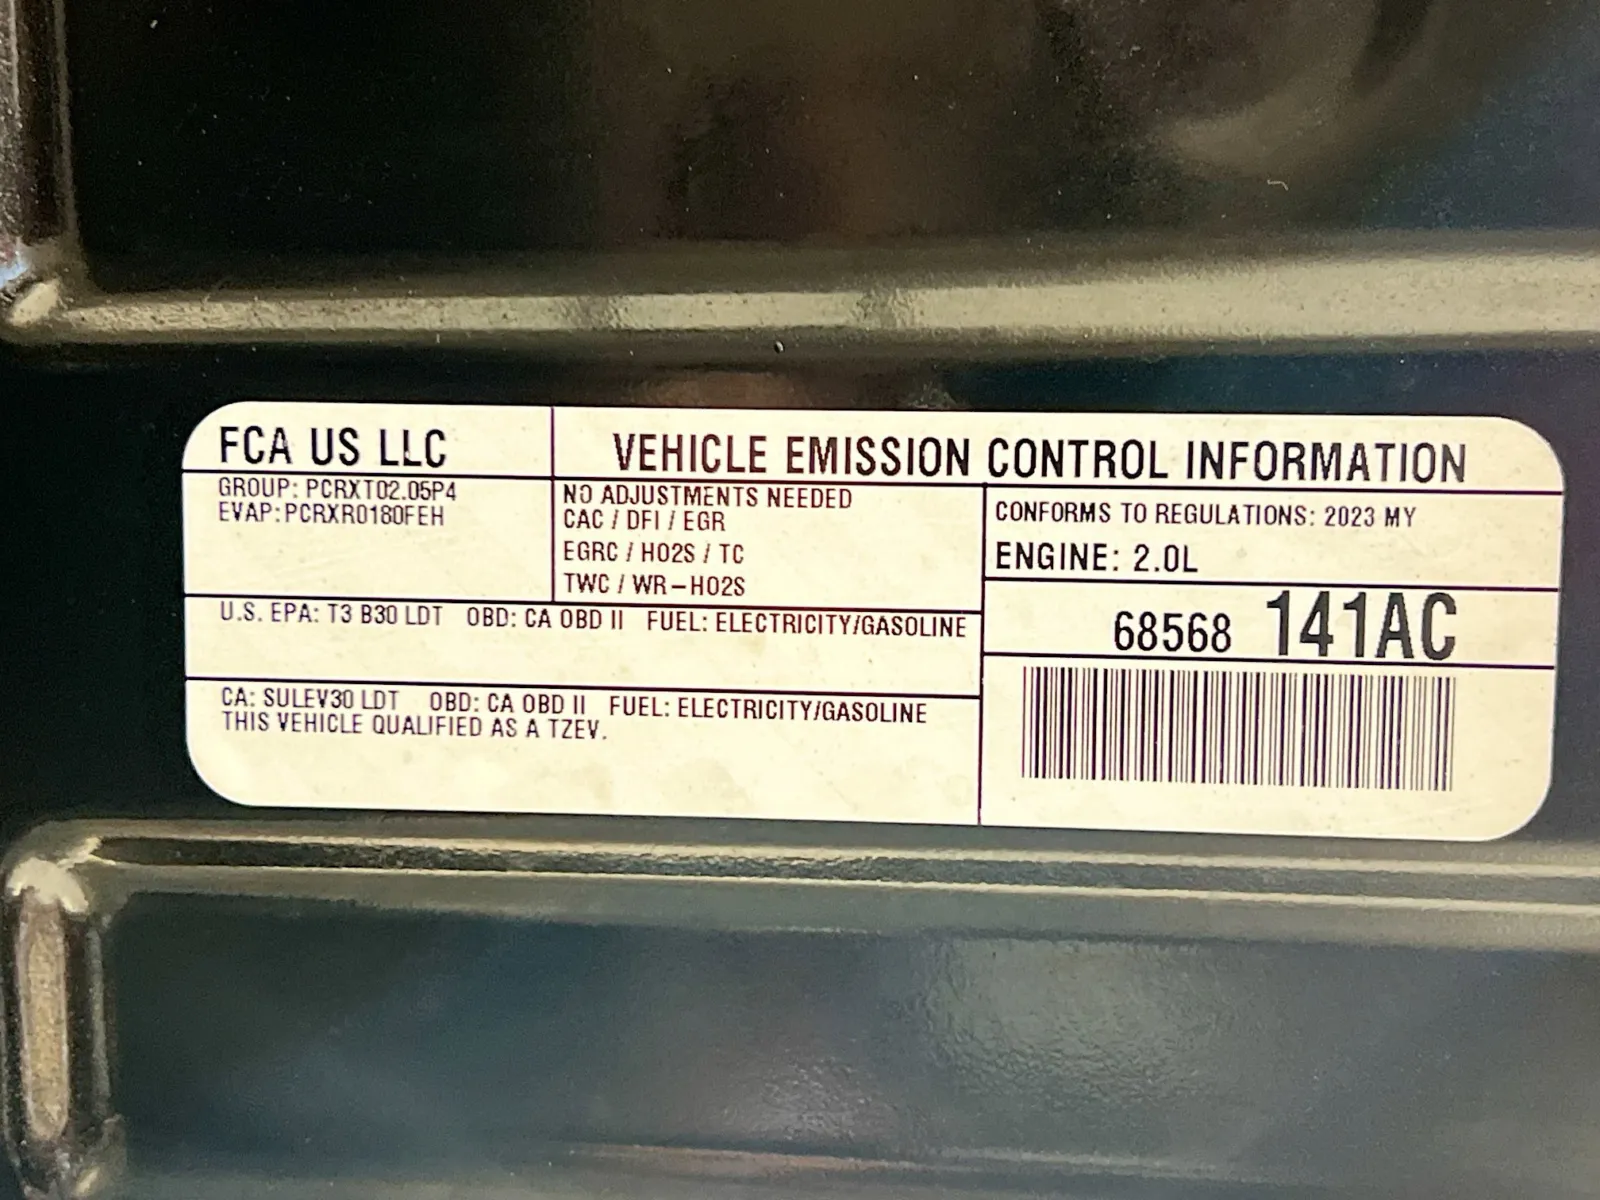 FCA US LLC
VEHICLE EMISSION CONTROL INFORMATION
GROUP: PCRXT02.05P4
EVAP:PCRXR0180FEH
NO ADJUSTMENTS NEEDED
CAC / DFI / EGR
EGRC / HO2S / TC
TWC / WR-HO2S
CONFORMS TO REGULATIONS: 2023 MY
ENGINE: 2.0L
U.S. EPA: T3 B30 LDT OBD: CA OBD II FUEL: ELECTRICITY/GASOLINE
68568 141AC
CA: SULEV30 LDT OBD: CA OBD II FUEL: ELECTRICITY/GASOLINE
THIS VEHICLE QUALIFIED AS A TZEV.